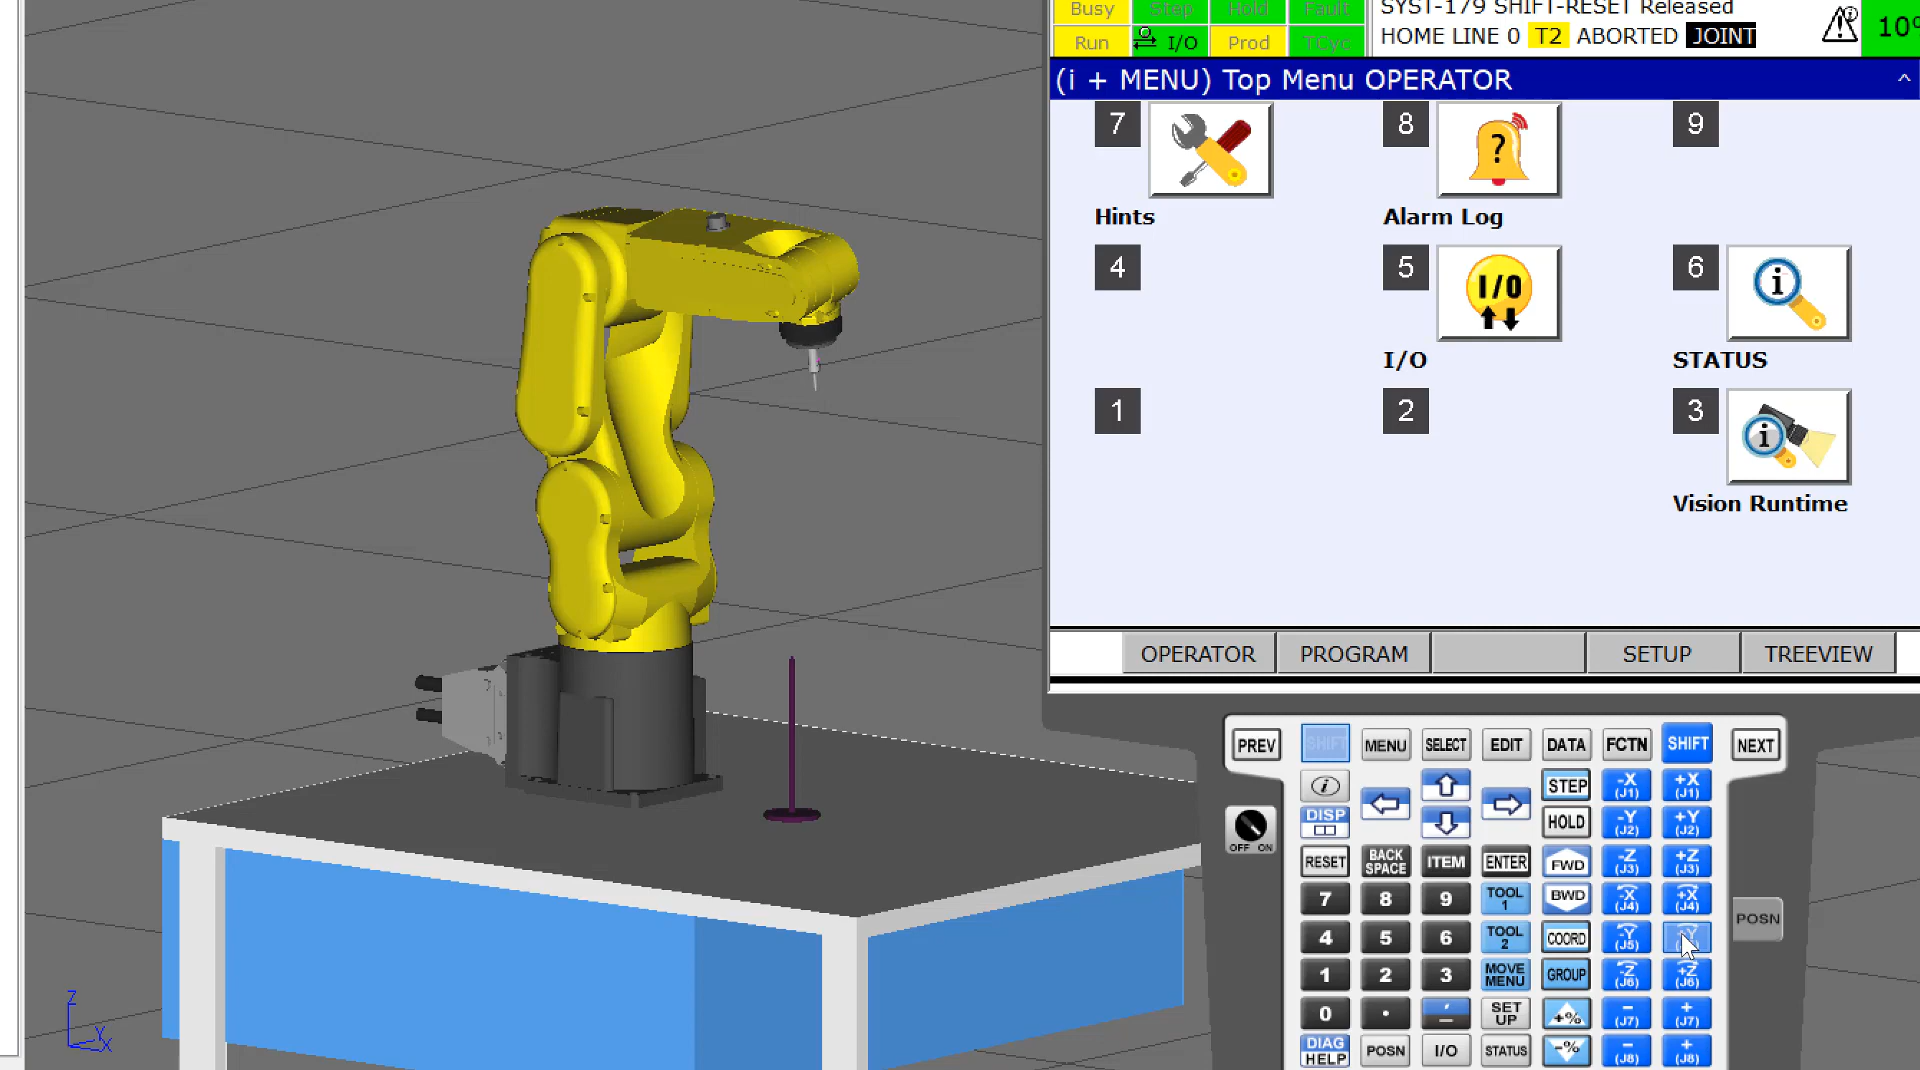 Busy Step Hold Fault
SYST-179 SHIFT-RESET Released
Run I/O Prod TCyc
HOME LINE 0 T2 ABORTED JOINT
10
(i + MENU) Top Menu OPERATOR
7 8 9
?
Hints Alarm Log
4 5 6
I/O
i
I/O STATUS
1 2 3
i
Vision Runtime
OPERATOR PROGRAM SETUP TREEVIEW
PREV SHIFT MENU SELECT EDIT DATA FCTN SHIFT NEXT
i STEP -X (J1) +X (J1)
DISP HOLD -Y (J2) +Y (J2)
OFF ON
RESET BACK SPACE ITEM ENTER FWD -Z (J3) +Z (J3)
7 8 9 TOOL 1 BWD -X (J4) +X (J4)
POSN
4 5 6 TOOL 2 COORD -Y (J5)
1 2 3 MOVE MENU GROUP -Z (J6) +Z (J6)
0 . - SET UP +% - (J7) + (J7)
DIAG HELP POSN I/O STATUS -% - (J8) + (J8)
Z
Y
X